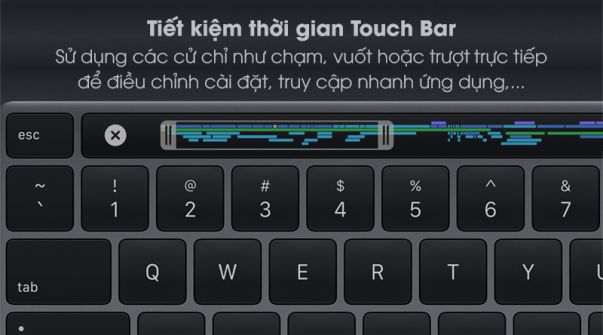 Tiết kiệm thời gian Touch Bar
Sử dụng các cử chỉ như chạm, vuốt hoặc trượt trực tiếp
để điều chỉnh cài đặt, truy cập nhanh ứng dụng,...
esc
~ ! @ # $ % ^ &
` 1 2 3 4 5 6 7
tab Q W E R T Y U